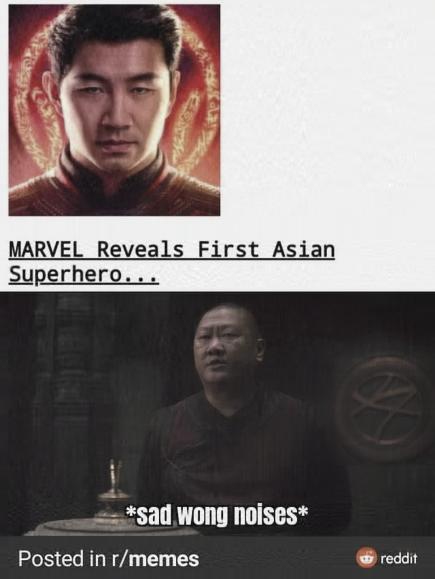 MARVEL Reveals First Asian
Superhero...
*sad wong noises*
Posted in r/memes
reddit